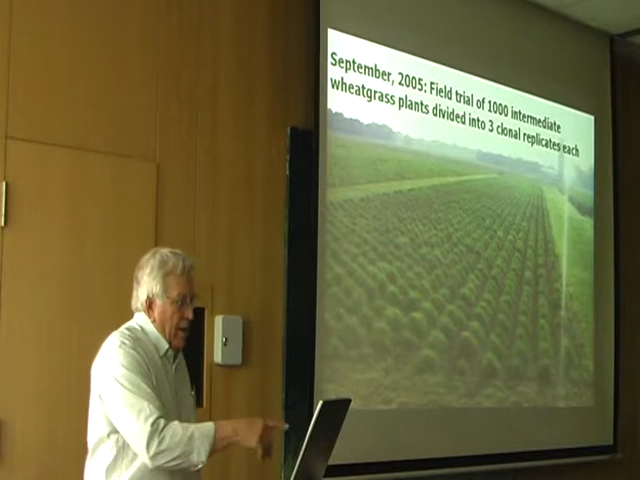 September, 2005: Field trial of 1000 intermediate
wheatgrass plants divided into 3 clonal replicates each